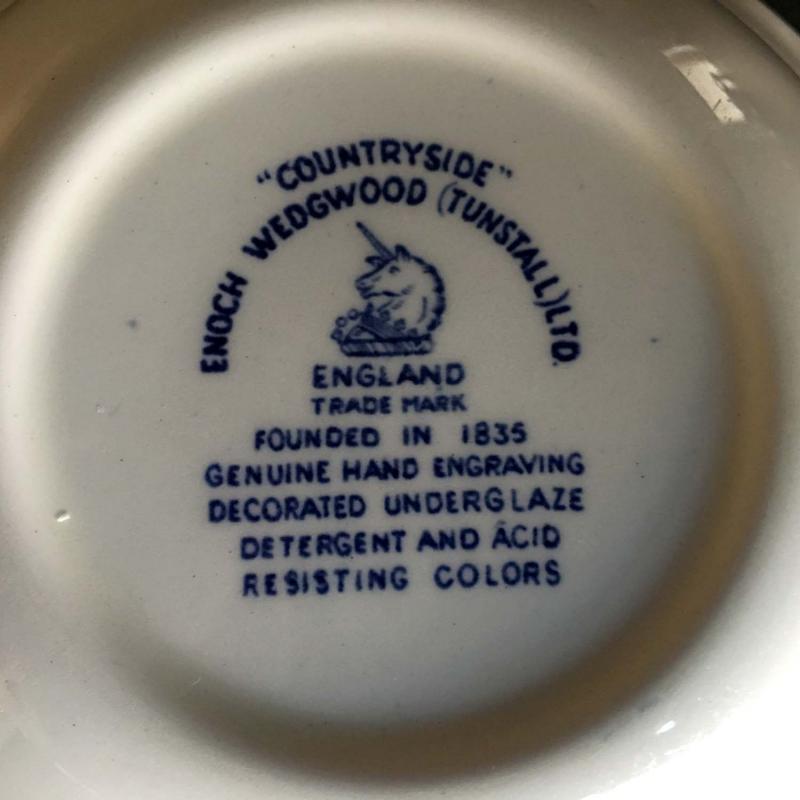 "COUNTRYSIDE"
ENOCH WEDGWOOD (TUNSTALL) LTD.
ENGLAND
TRADE MARK
FOUNDED IN 1835
GENUINE HAND ENGRAVING
DECORATED UNDERGLAZE
DETERGENT AND ACID
RESISTING COLORS